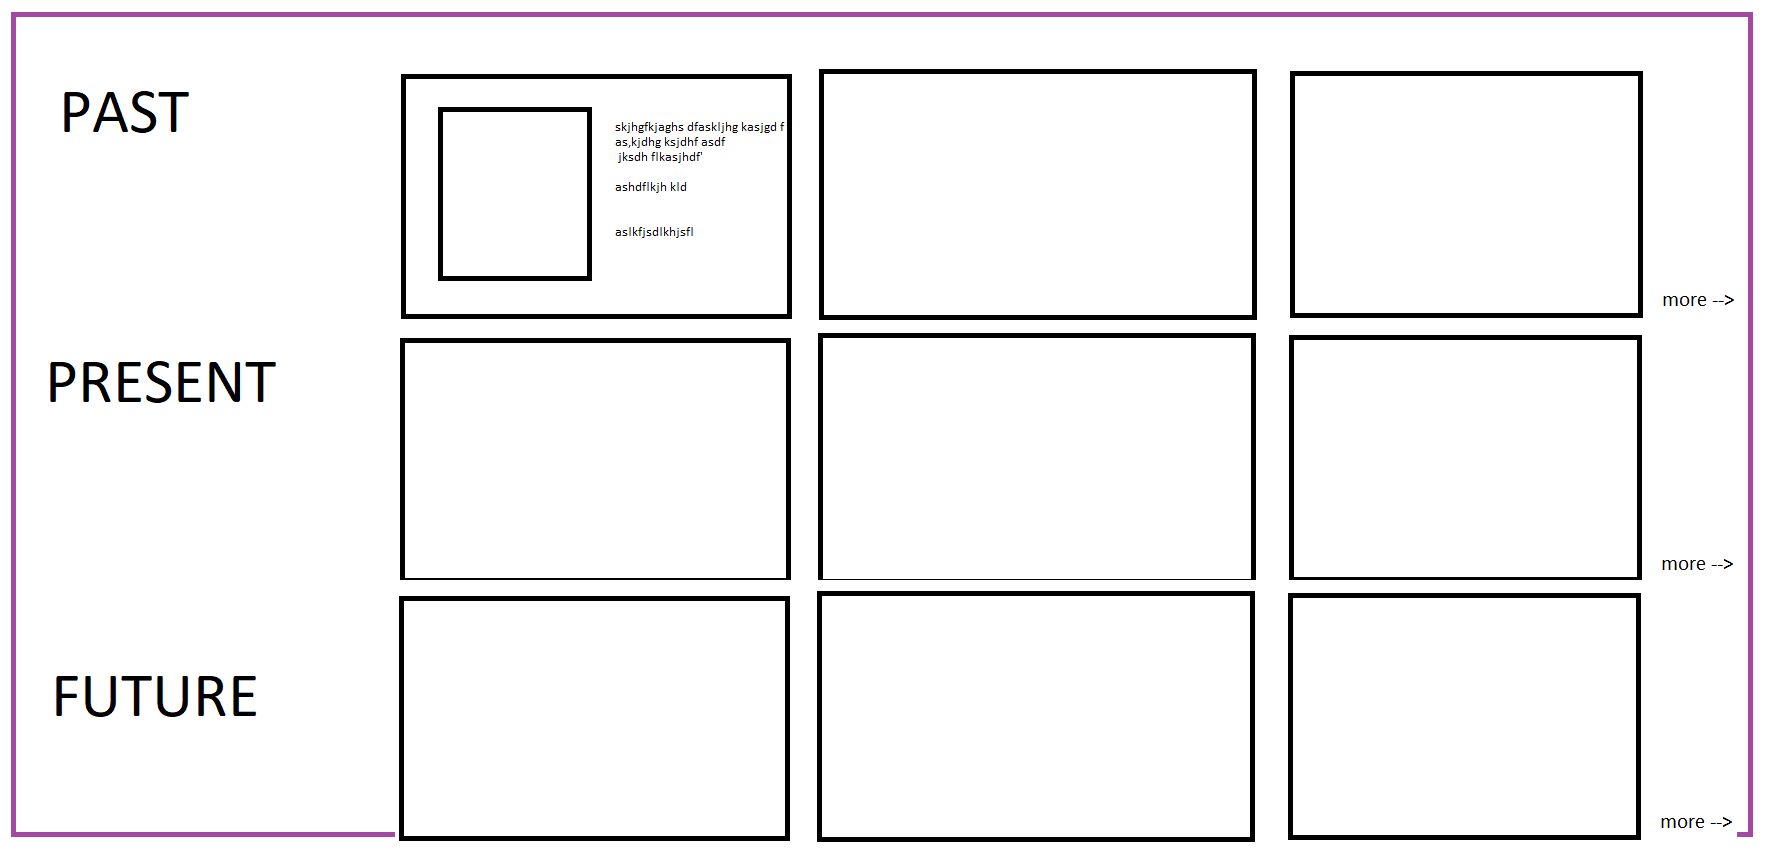 PAST
skjhgfkjaghs dfaskljhg kasjgd f
as,kjdhg ksjdhf asdf
jksdh flkasjhdf'
ashdflkjh kld
aslkfjsdlkhjsfl
more -->
PRESENT
more -->
FUTURE
more -->